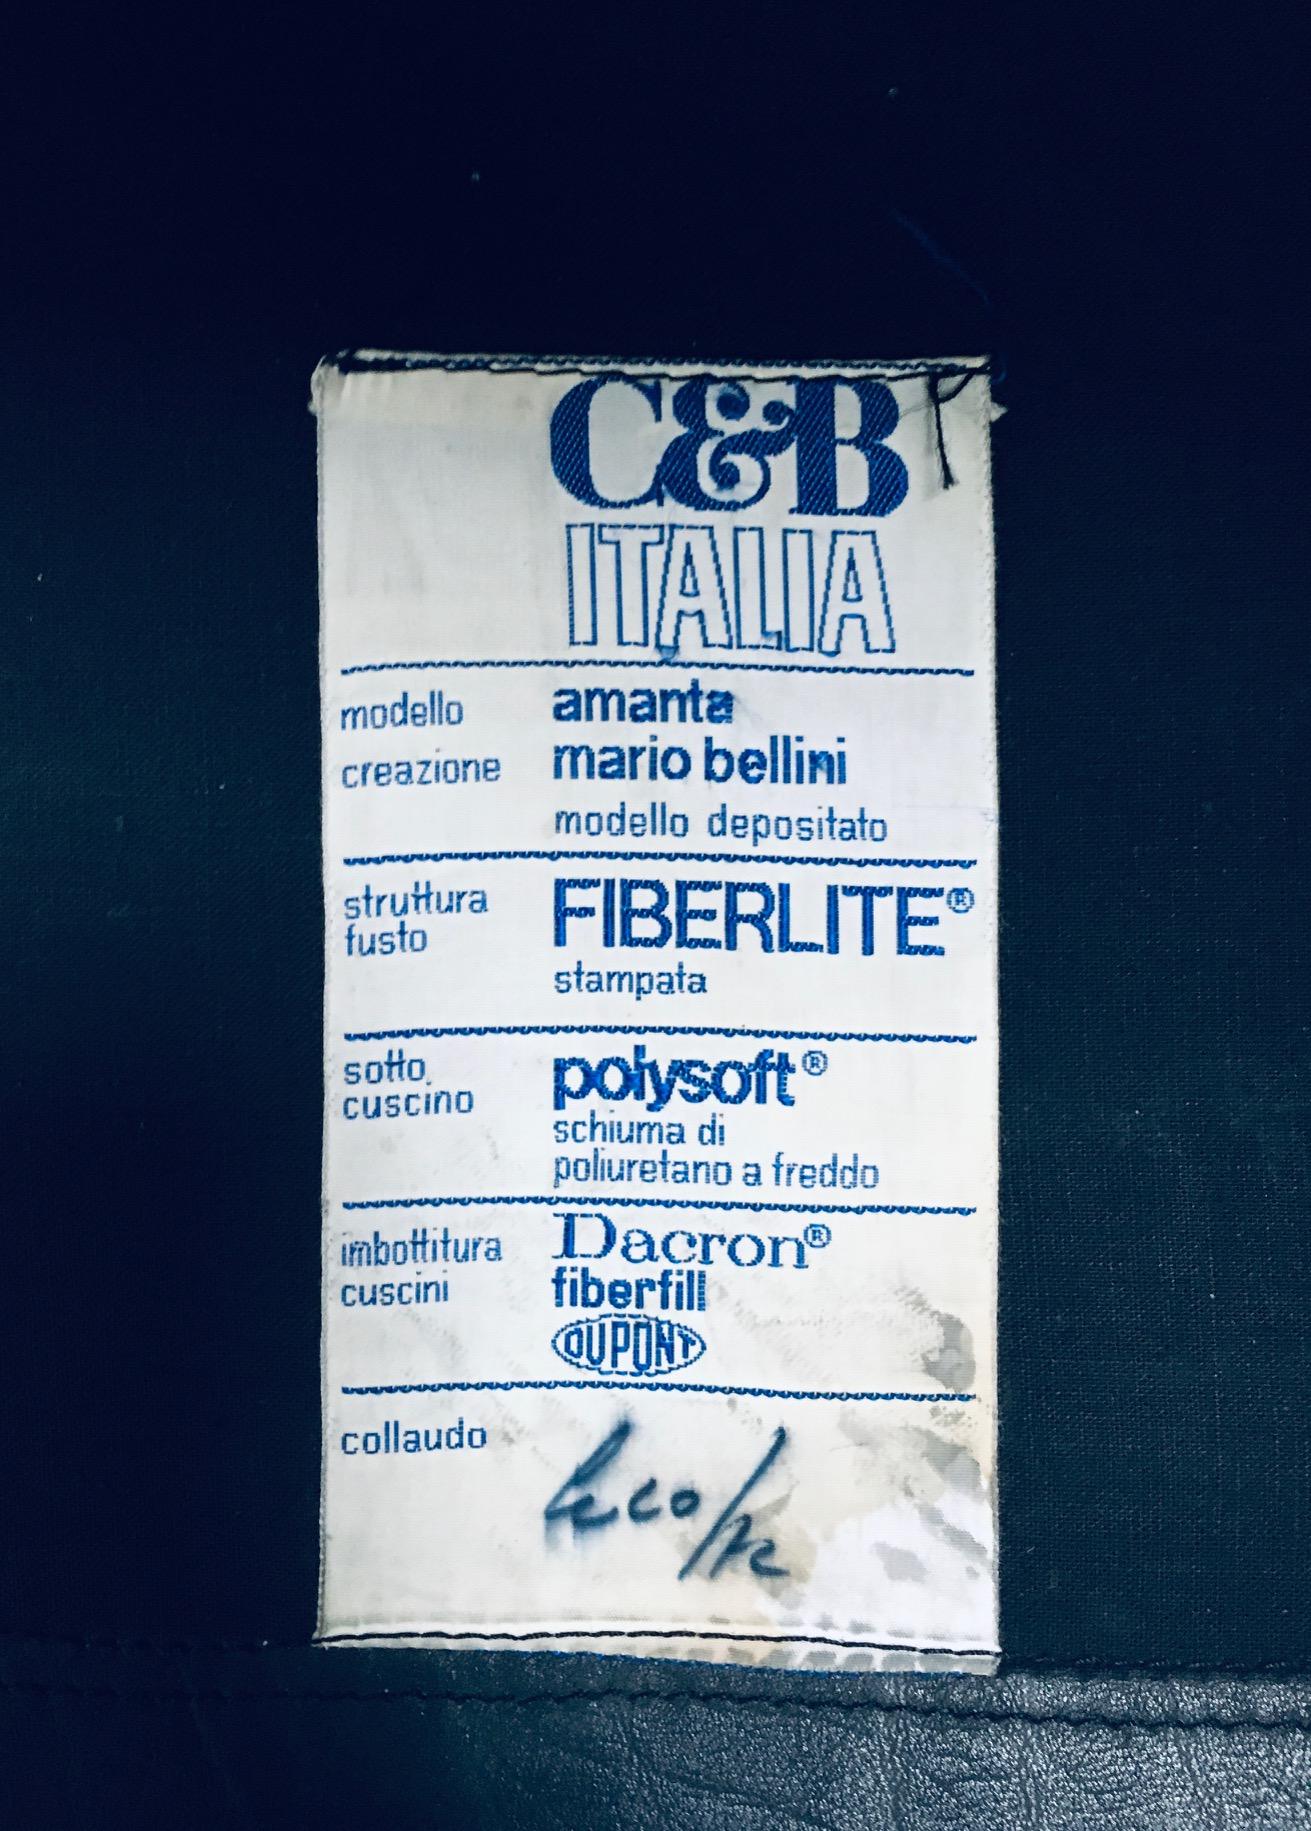 C&B
ITALIA
modello amanta
creazione mario bellini
modello depositato
struttura fusto FIBERLITE®
stampata
sotto cuscino polysoft®
schiuma di
poliuretano a freddo
imbottitura cuscini Dacron®
fiberfill
DUPONT
collaudo